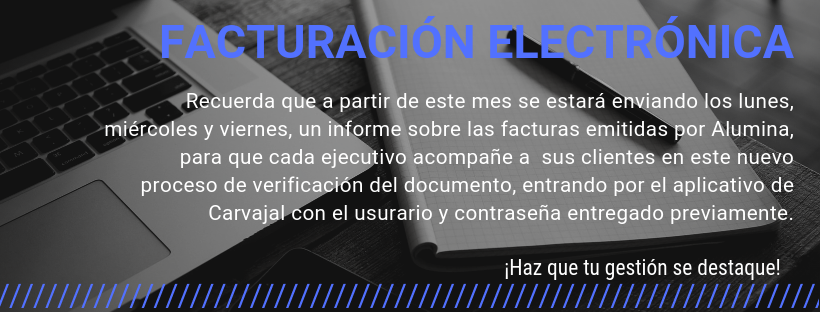 FACTURACIÓN ELECTRÓNICA
Recuerda que a partir de este mes se estará enviando los lunes,
miércoles y viernes, un informe sobre las facturas emitidas por Alumina,
para que cada ejecutivo acompañe a  sus clientes en este nuevo
proceso de verificación del documento, entrando por el aplicativo de
Carvajal con el usurario y contraseña entregado previamente.
¡Haz que tu gestión se destaque!